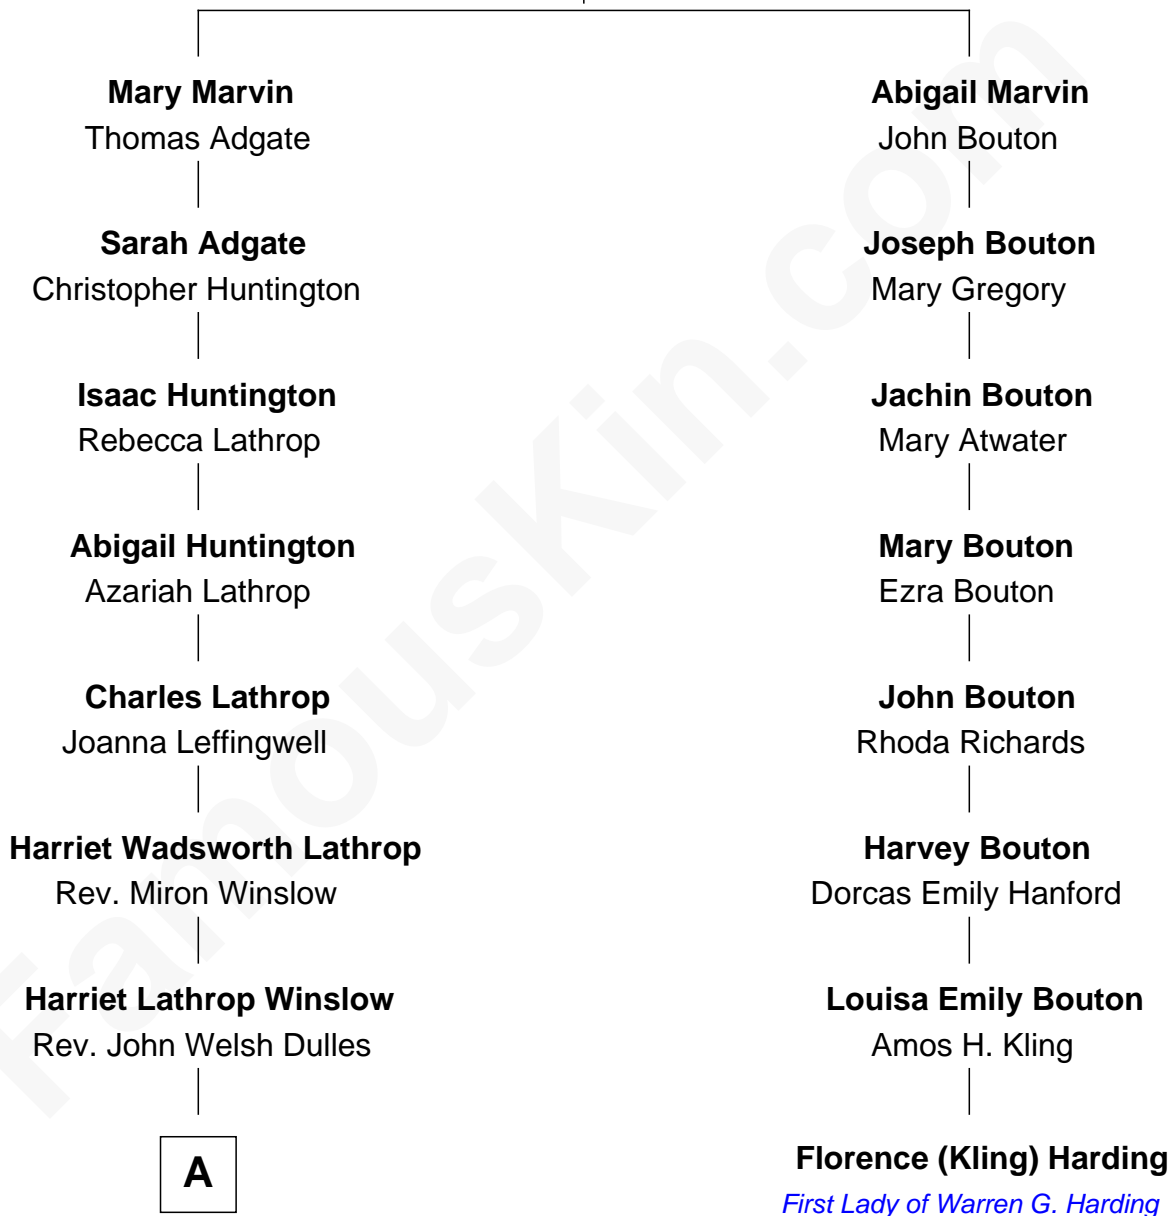 Mary Marvin
Thomas Adgate
Abigail Marvin
John Bouton
Sarah Adgate
Christopher Huntington
Joseph Bouton
Mary Gregory
Isaac Huntington
Rebecca Lathrop
Jachin Bouton
Mary Atwater
Abigail Huntington
Azariah Lathrop
Mary Bouton
Ezra Bouton
Charles Lathrop
Joanna Leffingwell
John Bouton
Rhoda Richards
Harriet Wadsworth Lathrop
Rev. Miron Winslow
Harvey Bouton
Dorcas Emily Hanford
Harriet Lathrop Winslow
Rev. John Welsh Dulles
Louisa Emily Bouton
Amos H. Kling
A
Florence (Kling) Harding
First Lady of Warren G. Harding
FamousKin.com